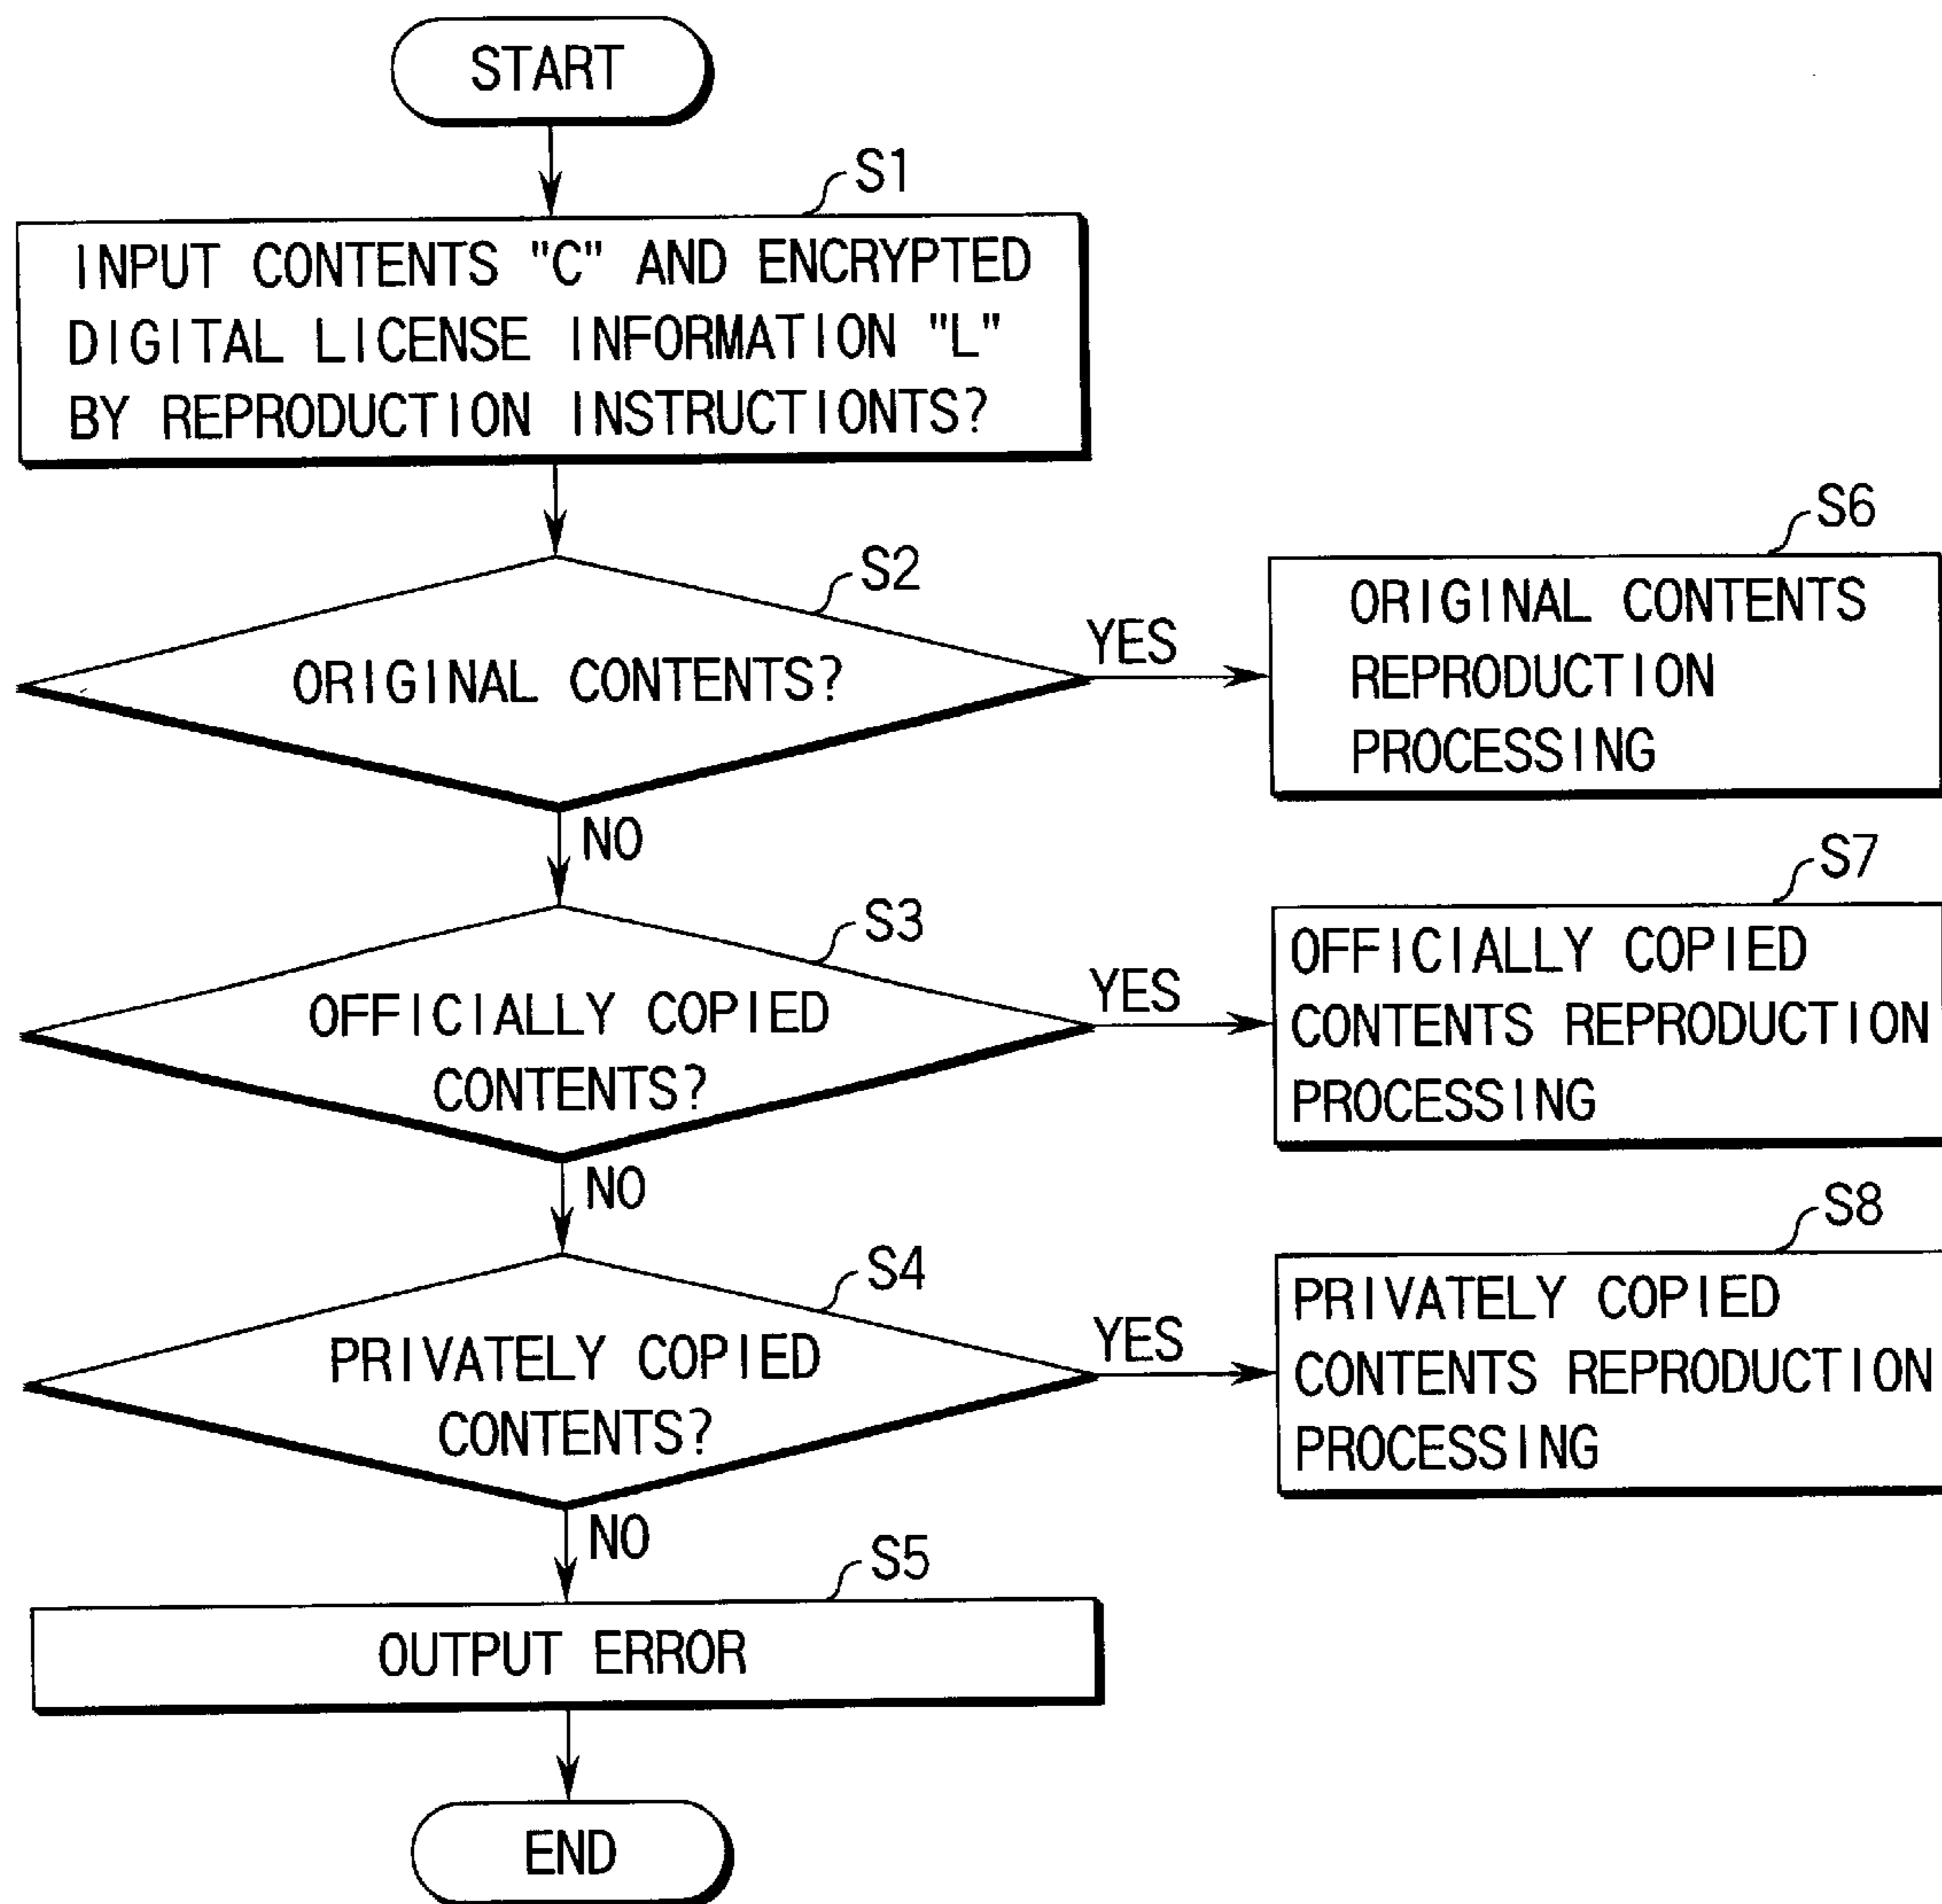 START
S1
INPUT CONTENTS "C" AND ENCRYPTED
DIGITAL LICENSE INFORMATION "L"
BY REPRODUCTION INSTRUCTIONTS?
S2
ORIGINAL CONTENTS?
YES
S6
ORIGINAL CONTENTS
REPRODUCTION
PROCESSING
NO
S3
OFFICIALLY COPIED
CONTENTS?
YES
S7
OFFICIALLY COPIED
CONTENTS REPRODUCTION
PROCESSING
NO
S4
PRIVATELY COPIED
CONTENTS?
YES
S8
PRIVATELY COPIED
CONTENTS REPRODUCTION
PROCESSING
NO
S5
OUTPUT ERROR
END